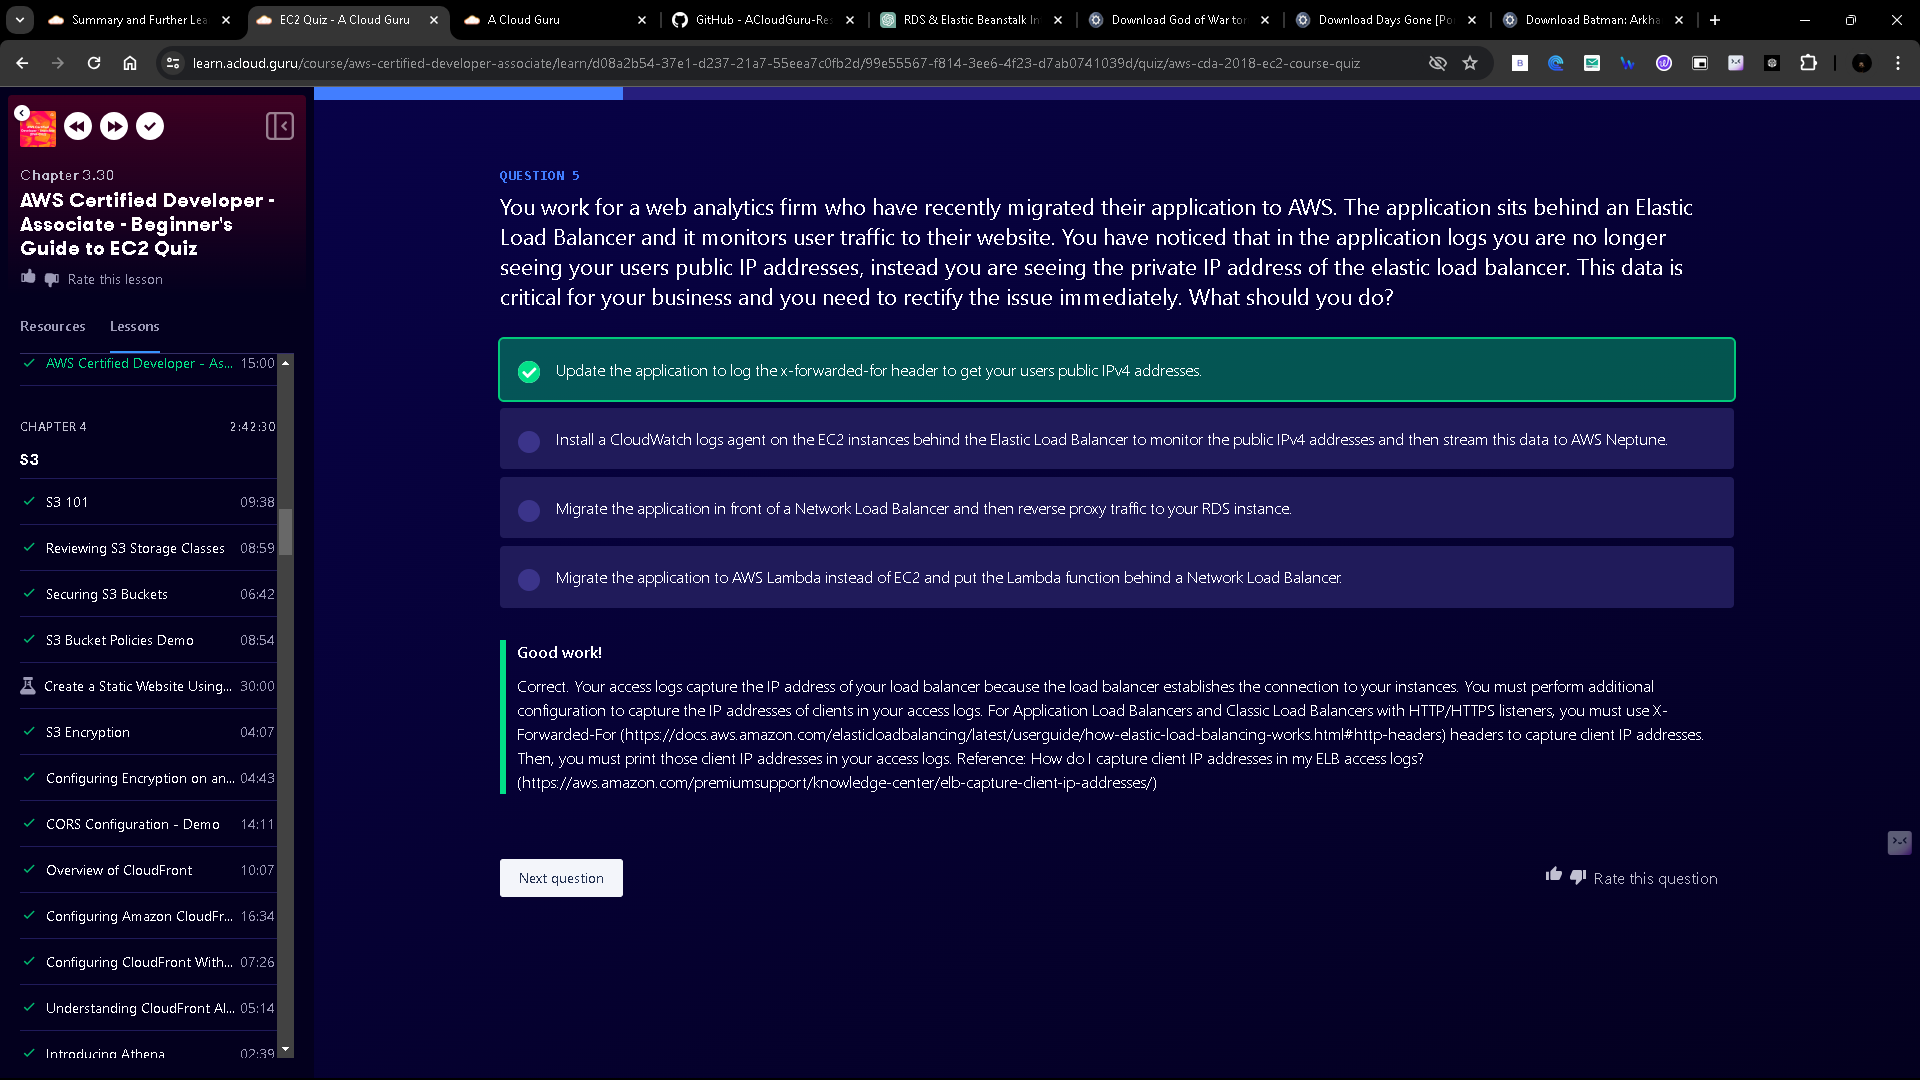 Summary and Further Lea
EC2 Quiz - A Cloud Guru
A Cloud Guru
GitHub - ACloudGuru-Res
RDS & Elastic Beanstalk In
Download God of War tor
Download Days Gone [Po
Download Batman: Arkha
learn.acloud.guru/course/aws-certified-developer-associate/learn/d08a2b54-37e1-d237-21a7-55eea7c0fb2d/99e55567-f814-3ee6-4f23-d7ab0741039d/quiz/aws-cda-2018-ec2-course-quiz
Chapter 3.30
AWS Certified Developer -
Associate - Beginner's
Guide to EC2 Quiz
Rate this lesson
Resources
Lessons
AWS Certified Developer - As... 15:00
CHAPTER 4 2:42:30
S3
S3 101 09:38
Reviewing S3 Storage Classes 08:59
Securing S3 Buckets 06:42
S3 Bucket Policies Demo 08:54
Create a Static Website Using... 30:00
S3 Encryption 04:07
Configuring Encryption on an... 04:43
CORS Configuration - Demo 14:11
Overview of CloudFront 10:07
Configuring Amazon CloudFr... 16:34
Configuring CloudFront With... 07:26
Understanding CloudFront Al... 05:14
Introducing Athena 02:39
QUESTION 5
You work for a web analytics firm who have recently migrated their application to AWS. The application sits behind an Elastic
Load Balancer and it monitors user traffic to their website. You have noticed that in the application logs you are no longer
seeing your users public IP addresses, instead you are seeing the private IP address of the elastic load balancer. This data is
critical for your business and you need to rectify the issue immediately. What should you do?
Update the application to log the x-forwarded-for header to get your users public IPv4 addresses.
Install a CloudWatch logs agent on the EC2 instances behind the Elastic Load Balancer to monitor the public IPv4 addresses and then stream this data to AWS Neptune.
Migrate the application in front of a Network Load Balancer and then reverse proxy traffic to your RDS instance.
Migrate the application to AWS Lambda instead of EC2 and put the Lambda function behind a Network Load Balancer.
Good work!
Correct. Your access logs capture the IP address of your load balancer because the load balancer establishes the connection to your instances. You must perform additional
configuration to capture the IP addresses of clients in your access logs. For Application Load Balancers and Classic Load Balancers with HTTP/HTTPS listeners, you must use X-
Forwarded-For (https://docs.aws.amazon.com/elasticloadbalancing/latest/userguide/how-elastic-load-balancing-works.html#http-headers) headers to capture client IP addresses.
Then, you must print those client IP addresses in your access logs. Reference: How do I capture client IP addresses in my ELB access logs?
(https://aws.amazon.com/premiumsupport/knowledge-center/elb-capture-client-ip-addresses/)
Next question
Rate this question